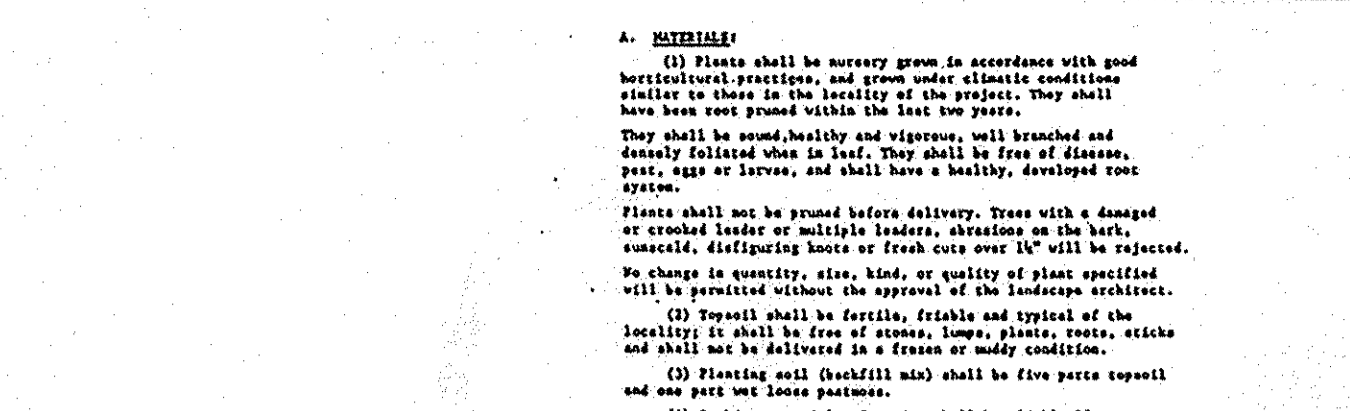 A. MATERIALS:
(1) Plants shall be nursery grown in accordance with good
horticultural practices, and grown under climatic conditions
similar to those in the locality of the project. They shall
have been root pruned within the last two years.
They shall be sound,healthy and vigorous, well branched and
densely foliated when in leaf. They shall be free of disease,
pest, eggs or larvae, and shall have a healthy, developed root
system.
Plants shall not be pruned before delivery. Trees with a damaged
or crooked leader or multiple leaders, abrasions on the bark,
sunscald, disfiguring knots or fresh cuts over 1¼" will be rejected.
No change in quantity, size, kind, or quality of plant specified
will be permitted without the approval of the landscape architect.
(2) Topsoil shall be fertile, friable and typical of the
locality; it shall be free of stones, lumps, plants, roots, sticks
and shall not be delivered in a frozen or muddy condition.
(3) Planting soil (backfill mix) shall be five parts topsoil
and one part wet loose peatmoss.